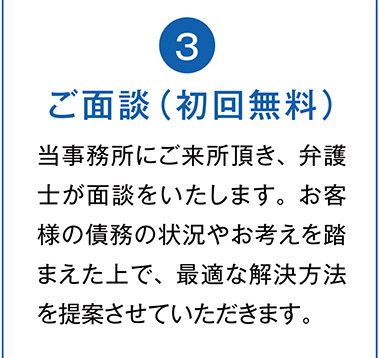 3
ご面談（初回無料）
当事務所にご来所頂き、弁護
士が面談をいたします。お客
様の債務の状況やお考えを踏
まえた上で、最適な解決方法
を提案させていただきます。